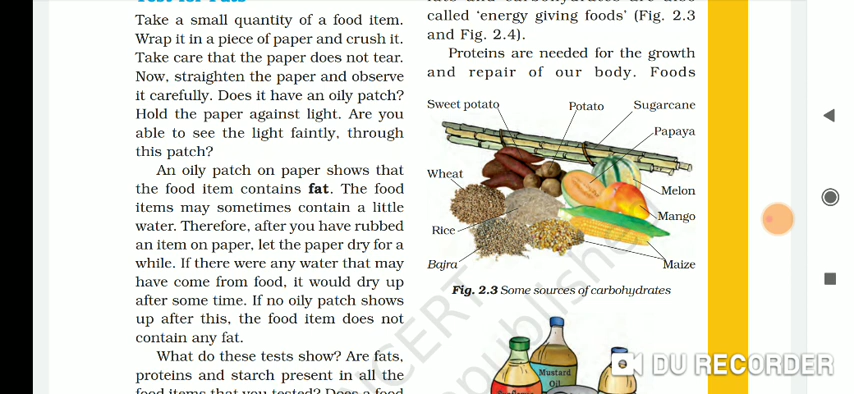 Take a small quantity of a food item.
Wrap it in a piece of paper and crush it.
Take care that the paper does not tear.
Now, straighten the paper and observe
it carefully. Does it have an oily patch?
Hold the paper against light. Are you
able to see the light faintly, through
this patch?
An oily patch on paper shows that
the food item contains fat. The food
items may sometimes contain a little
water. Therefore, after you have rubbed
an item on paper, let the paper dry for a
while. If there were any water that may
have come from food, it would dry up
after some time. If no oily patch shows
up after this, the food item does not
contain any fat.
What do these tests show? Are fats,
proteins and starch present in all the
food items that you tested? Does a food
called 'energy giving foods' (Fig. 2.3
and Fig. 2.4).
Proteins are needed for the growth
and repair of our body. Foods
Sweet potato
Potato
Sugarcane
Papaya
Wheat
Melon
Mango
Rice
Bajra
Maize
Fig. 2.3 Some sources of carbohydrates
Mustard
Oil
NCERT
republished
DU RECORDER